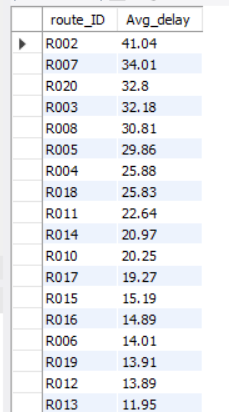 route_ID Avg_delay
R002 41.04
R007 34.01
R020 32.8
R003 32.18
R008 30.81
R005 29.86
R004 25.88
R018 25.83
R011 22.64
R014 20.97
R010 20.25
R017 19.27
R015 15.19
R016 14.89
R006 14.01
R019 13.91
R012 13.89
R013 11.95